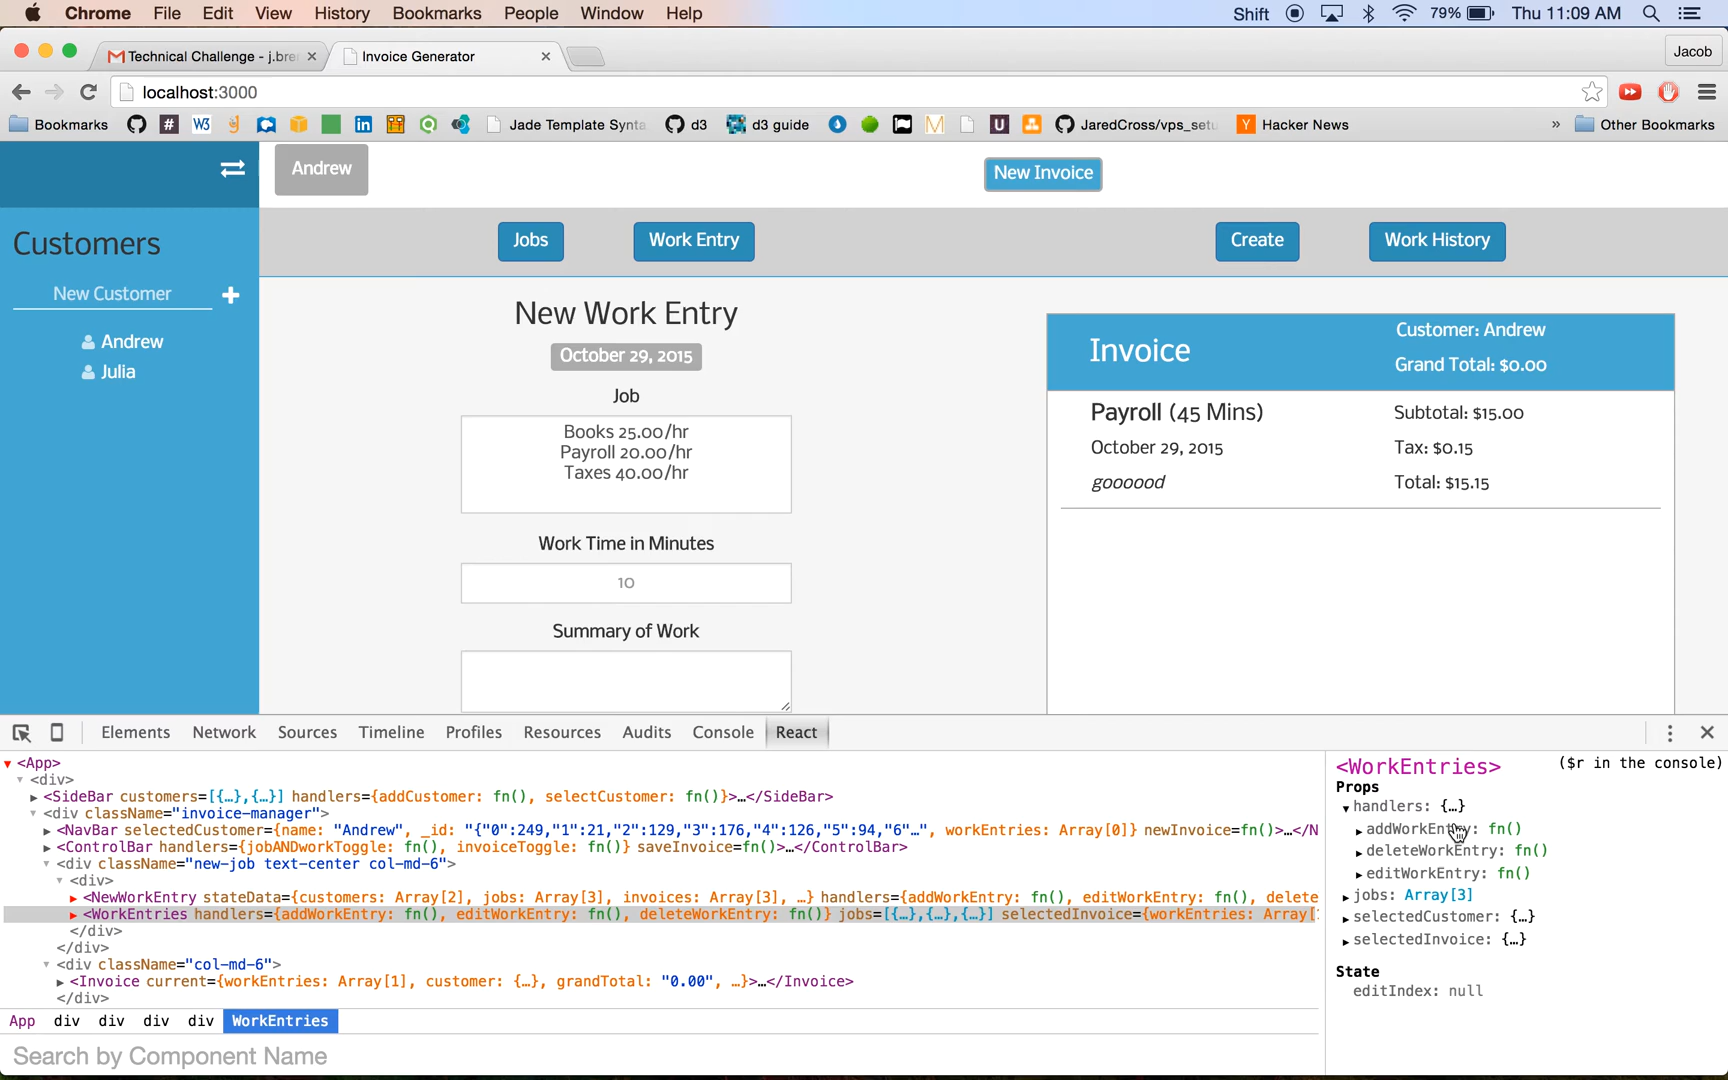 Chrome File Edit View History Bookmarks People Window Help Shift 79% Thu 11:09 AM
Technical Challenge - j.bre Invoice Generator Jacob
localhost:3000
Bookmarks # W3 in Jade Template Synta d3 d3 guide M U JaredCross/vps_setu Y Hacker News » Other Bookmarks
Andrew New Invoice
Customers
Jobs Work Entry Create Work History
New Customer
Andrew
Julia
New Work Entry
October 29, 2015
Job
Books 25.00/hr
Payroll 20.00/hr
Taxes 40.00/hr
Work Time in Minutes
10
Summary of Work
Invoice
Customer: Andrew
Grand Total: $0.00
Payroll (45 Mins) Subtotal: $15.00
October 29, 2015 Tax: $0.15
goooood Total: $15.15
Elements Network Sources Timeline Profiles Resources Audits Console React
<App>
<div>
<SideBar customers=[{…},{…}] handlers={addCustomer: fn(), selectCustomer: fn()}>…</SideBar>
<div className="invoice-manager">
<NavBar selectedCustomer={name: "Andrew", _id: "{"0":249,"1":21,"2":129,"3":176,"4":126,"5":94,"6"…", workEntries: Array[0]} newInvoice=fn()>…</N
<ControlBar handlers={jobANDworkToggle: fn(), invoiceToggle: fn()} saveInvoice=fn()>…</ControlBar>
<div className="new-job text-center col-md-6">
<div>
<NewWorkEntry stateData={customers: Array[2], jobs: Array[3], invoices: Array[3], …} handlers={addWorkEntry: fn(), editWorkEntry: fn(), delete
<WorkEntries handlers={addWorkEntry: fn(), editWorkEntry: fn(), deleteWorkEntry: fn()} jobs=[{…},{…},{…}] selectedInvoice={workEntries: Array[
</div>
</div>
<div className="col-md-6">
<Invoice current={workEntries: Array[1], customer: {…}, grandTotal: "0.00", …}>…</Invoice>
</div>
App div div div div WorkEntries
Search by Component Name
<WorkEntries> ($r in the console)
Props
handlers: {…}
addWorkEntry: fn()
deleteWorkEntry: fn()
editWorkEntry: fn()
jobs: Array[3]
selectedCustomer: {…}
selectedInvoice: {…}
State
editIndex: null